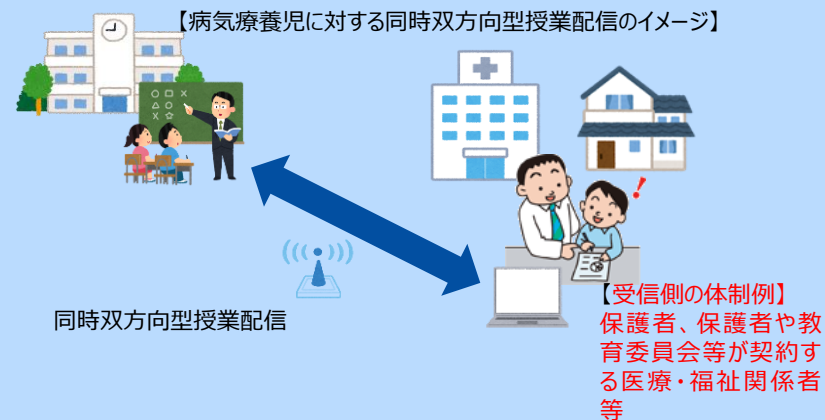 【病気療養児に対する同時双方向型授業配信のイメージ】
○□×
△○
×☆
同時双方向型授業配信
【受信側の体制例】
保護者、保護者や教
育委員会等が契約す
る医療・福祉関係者
等